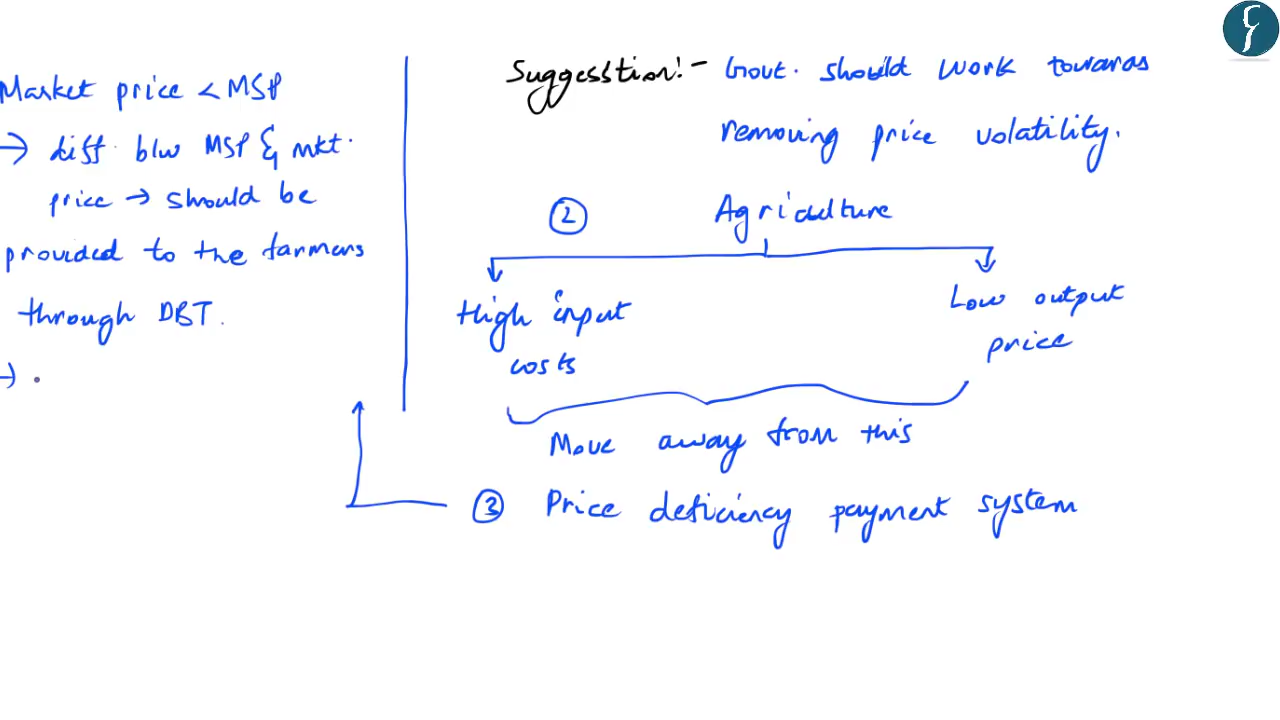 Market price < MSP
→ diff. b/w MSP & mkt.
price → should be
provided to the farmers
through DBT.
→ .
Suggesstion:- Govt. should work towards
removing price volatility.
② Agriculture
High input
costs
Low output
price
Move away from this
③ Price deficiency payment system